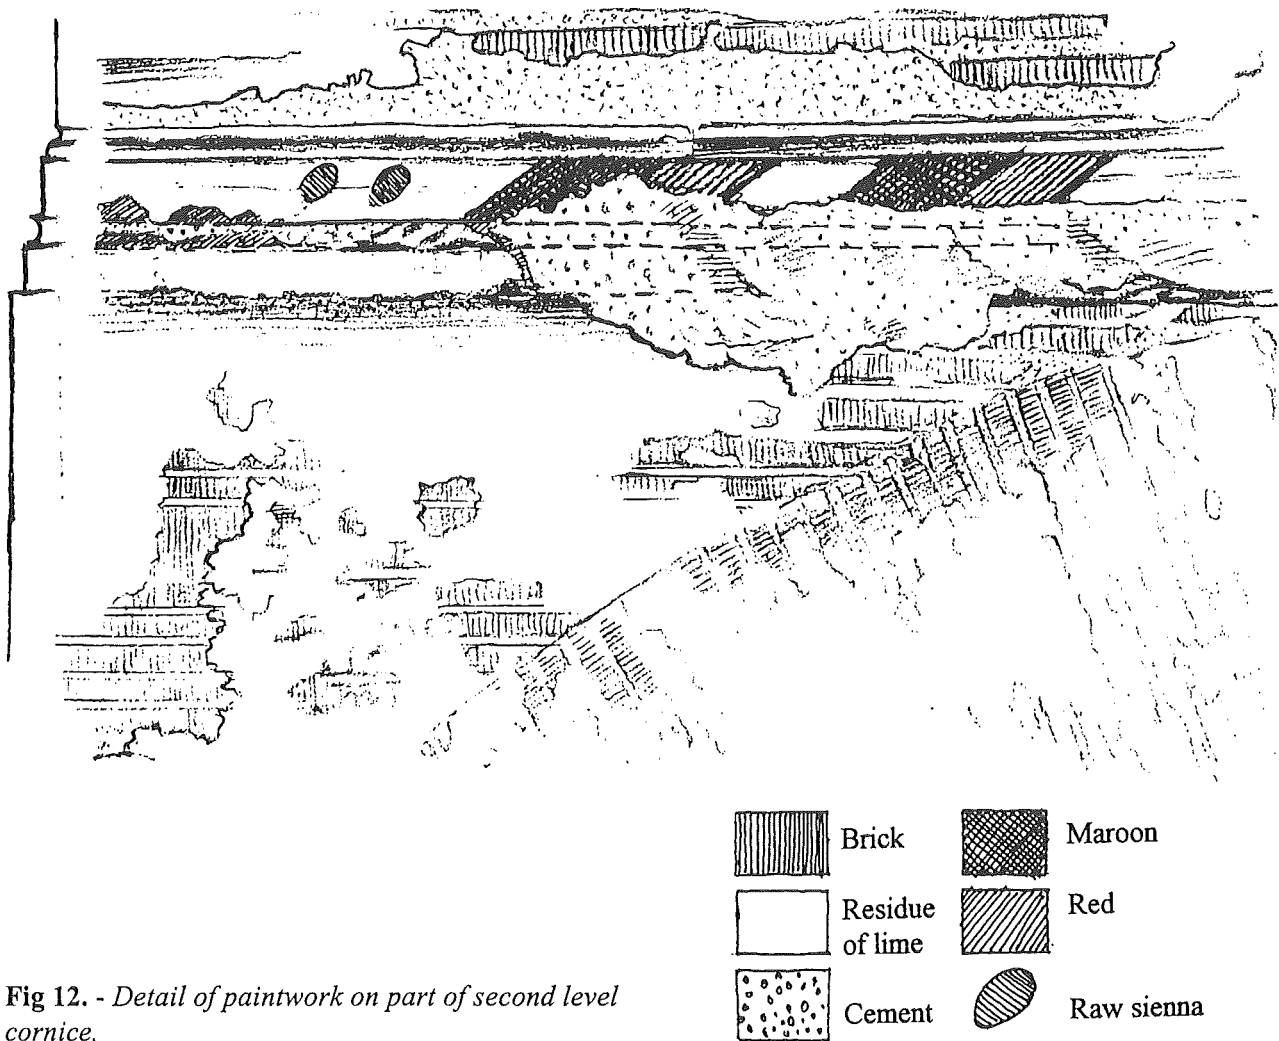 Brick
Maroon
Residue
of lime
Red
Cement
Raw sienna
Fig 12. - Detail of paintwork on part of second level
cornice.